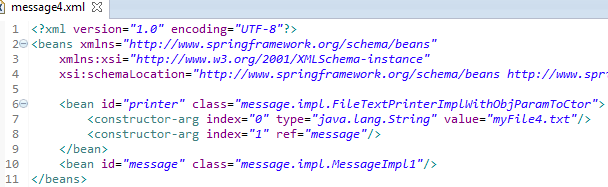 message4.xml
1 <?xml version="1.0" encoding="UTF-8"?>
2 <beans xmlns="http://www.springframework.org/schema/beans"
3 xmlns:xsi="http://www.w3.org/2001/XMLSchema-instance"
4 xsi:schemaLocation="http://www.springframework.org/schema/beans http://www.spr
5
6 <bean id="printer" class="message.impl.FileTextPrinterImplWithObjParamToCtor">
7 <constructor-arg index="0" type="java.lang.String" value="myFile4.txt"/>
8 <constructor-arg index="1" ref="message"/>
9 </bean>
10 <bean id="message" class="message.impl.MessageImpl1"/>
11 </beans>